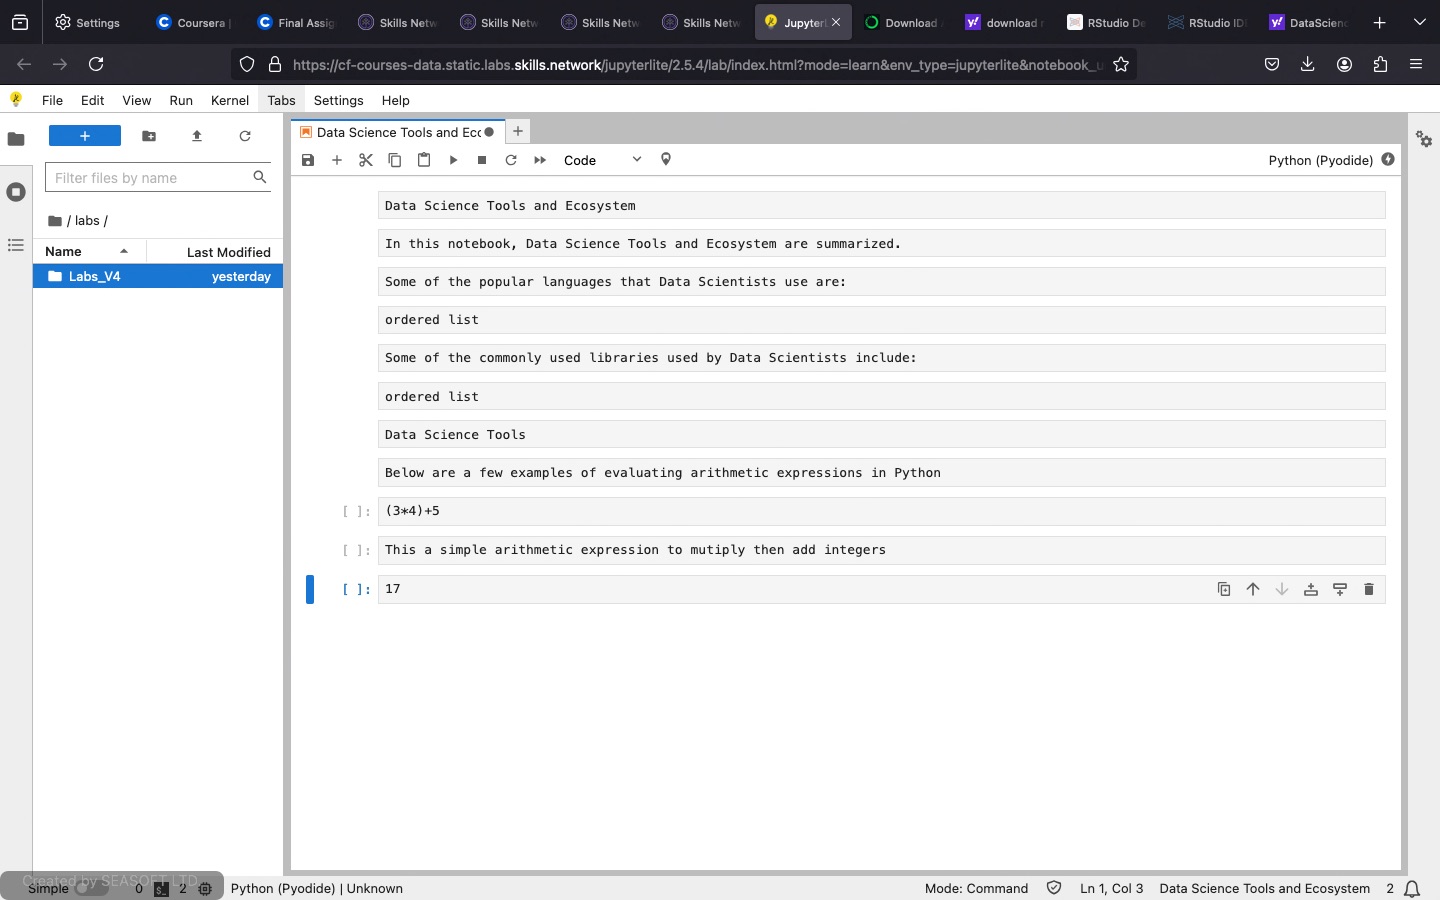 Settings
Coursera |
Final Assig
Skills Netw
Skills Netw
Skills Netw
Skills Netw
Jupyter
Download
download
RStudio De
RStudio IDE
DataScien
https://cf-courses-data.static.labs.skills.network/jupyterlite/2.5.4/lab/index.html?mode=learn&env_type=jupyterlite&notebook_u
File Edit View Run Kernel Tabs Settings Help
Data Science Tools and Ecc
Code
Python (Pyodide)
Filter files by name
/ labs /
Name Last Modified
Labs_V4 yesterday
Data Science Tools and Ecosystem
In this notebook, Data Science Tools and Ecosystem are summarized.
Some of the popular languages that Data Scientists use are:
ordered list
Some of the commonly used libraries used by Data Scientists include:
ordered list
Data Science Tools
Below are a few examples of evaluating arithmetic expressions in Python
[ ]: (3*4)+5
[ ]: This a simple arithmetic expression to mutiply then add integers
[ ]: 17
Created by SEASOFT LTD
Simple 0 $_ 2 Python (Pyodide) | Unknown Mode: Command Ln 1, Col 3 Data Science Tools and Ecosystem 2